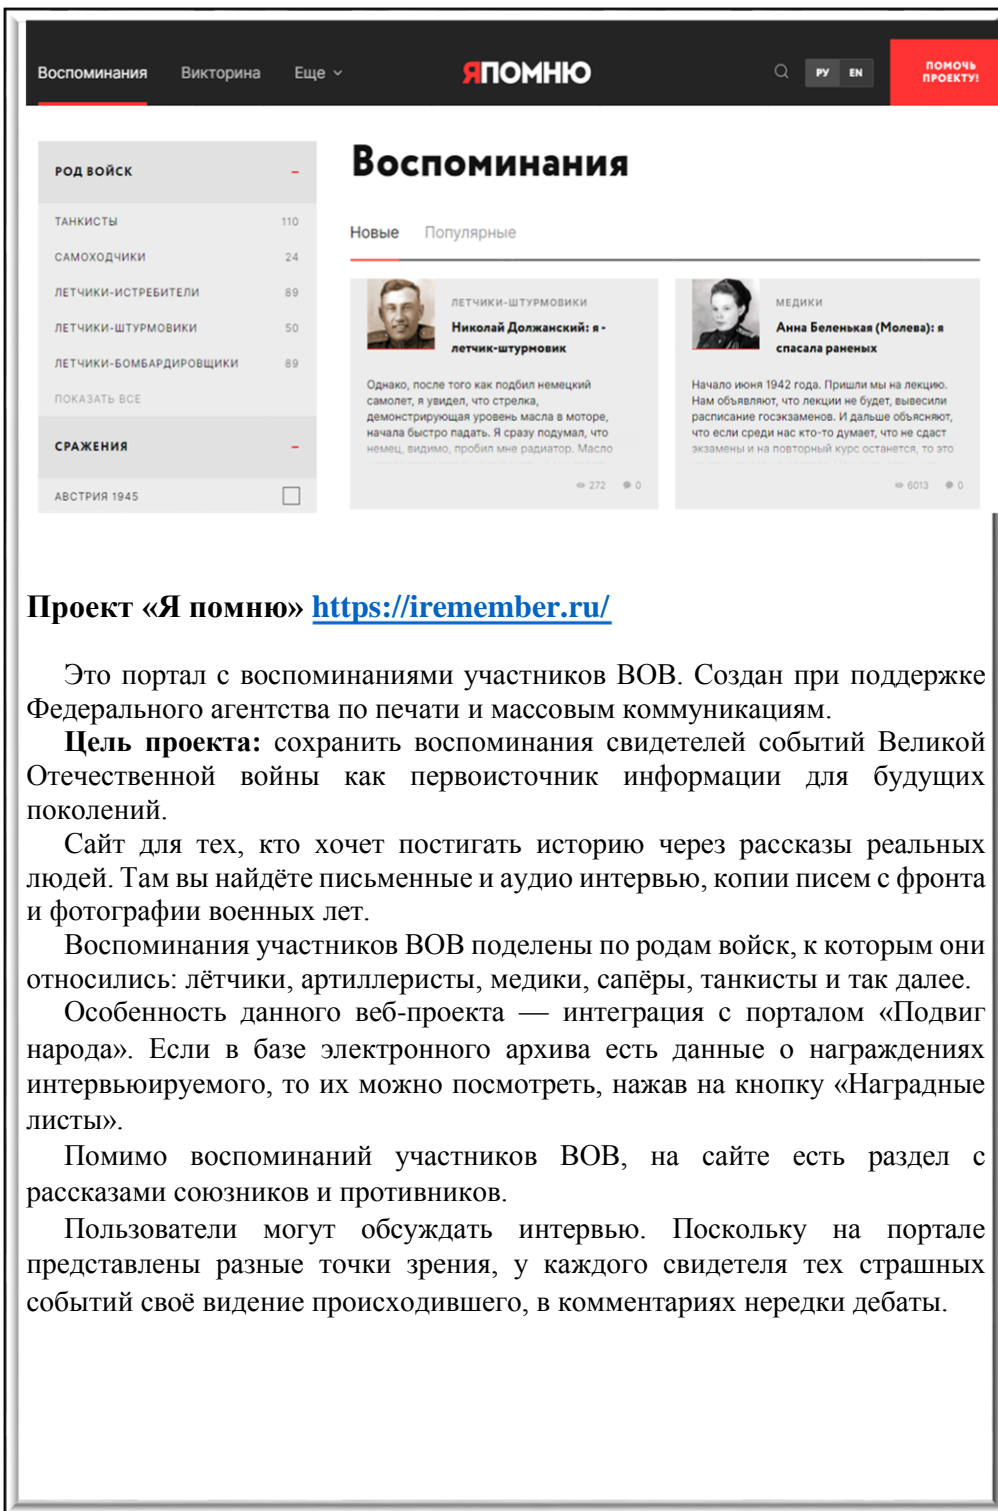 Воспоминания Викторина Еще ЯПОМНЮ РУ EN ПОМОЧЬ ПРОЕКТУ!
РОД ВОЙСК –
ТАНКИСТЫ 110
САМОХОДЧИКИ 24
ЛЕТЧИКИ-ИСТРЕБИТЕЛИ 89
ЛЕТЧИКИ-ШТУРМОВИКИ 50
ЛЕТЧИКИ-БОМБАРДИРОВЩИКИ 89
ПОКАЗАТЬ ВСЕ
СРАЖЕНИЯ –
АВСТРИЯ 1945
Воспоминания
Новые Популярные
ЛЕТЧИКИ-ШТУРМОВИКИ
Николай Должанский: я -
летчик-штурмовик
Однако, после того как подбил немецкий
самолет, я увидел, что стрелка,
демонстрирующая уровень масла в моторе,
начала быстро падать. Я сразу подумал, что
немец, видимо, пробил мне радиатор. Масло
272 0
МЕДИКИ
Анна Беленькая (Молева): я
спасала раненых
Начало июня 1942 года. Пришли мы на лекцию.
Нам объявляют, что лекции не будет, вывесили
расписание госэкзаменов. И дальше объясняют,
что если среди нас кто-то думает, что не сдаст
экзамены и на повторный курс останется, то это
6013 0
Проект «Я помню» https://iremember.ru/
Это портал с воспоминаниями участников ВОВ. Создан при поддержке
Федерального агентства по печати и массовым коммуникациям.
Цель проекта: сохранить воспоминания свидетелей событий Великой
Отечественной войны как первоисточник информации для будущих
поколений.
Сайт для тех, кто хочет постигать историю через рассказы реальных
людей. Там вы найдёте письменные и аудио интервью, копии писем с фронта
и фотографии военных лет.
Воспоминания участников ВОВ поделены по родам войск, к которым они
относились: лётчики, артиллеристы, медики, сапёры, танкисты и так далее.
Особенность данного веб-проекта — интеграция с порталом «Подвиг
народа». Если в базе электронного архива есть данные о награждениях
интервьюируемого, то их можно посмотреть, нажав на кнопку «Наградные
листы».
Помимо воспоминаний участников ВОВ, на сайте есть раздел с
рассказами союзников и противников.
Пользователи могут обсуждать интервью. Поскольку на портале
представлены разные точки зрения, у каждого свидетеля тех страшных
событий своё видение происходившего, в комментариях нередки дебаты.